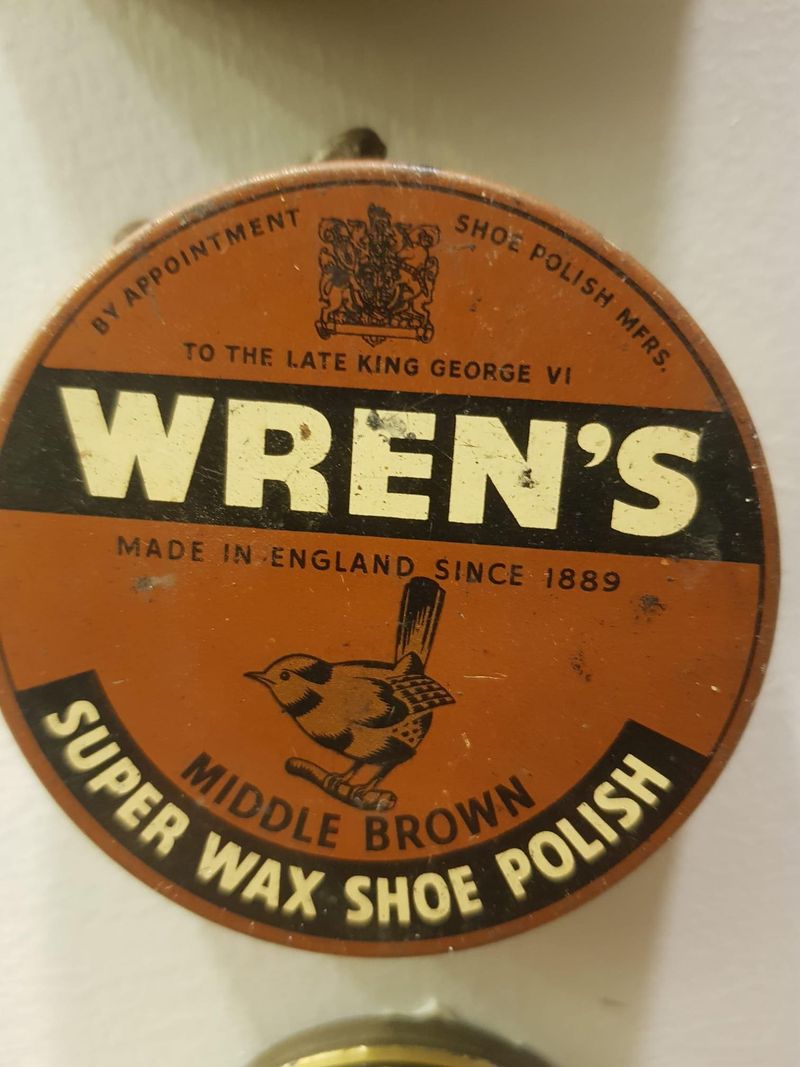 BY APPOINTMENT SHOE POLISH MFRS.
TO THE LATE KING GEORGE VI
WREN'S
MADE IN ENGLAND SINCE 1889
MIDDLE BROWN
SUPER WAX SHOE POLISH